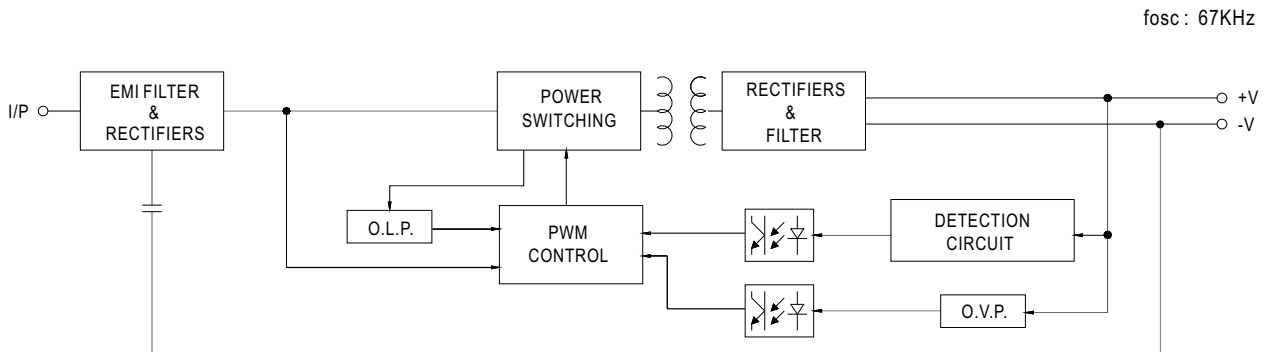 fosc : 67KHz
I/P
EMI FILTER
&
RECTIFIERS
POWER
SWITCHING
RECTIFIERS
&
FILTER
+V
-V
O.L.P.
PWM
CONTROL
DETECTION
CIRCUIT
O.V.P.